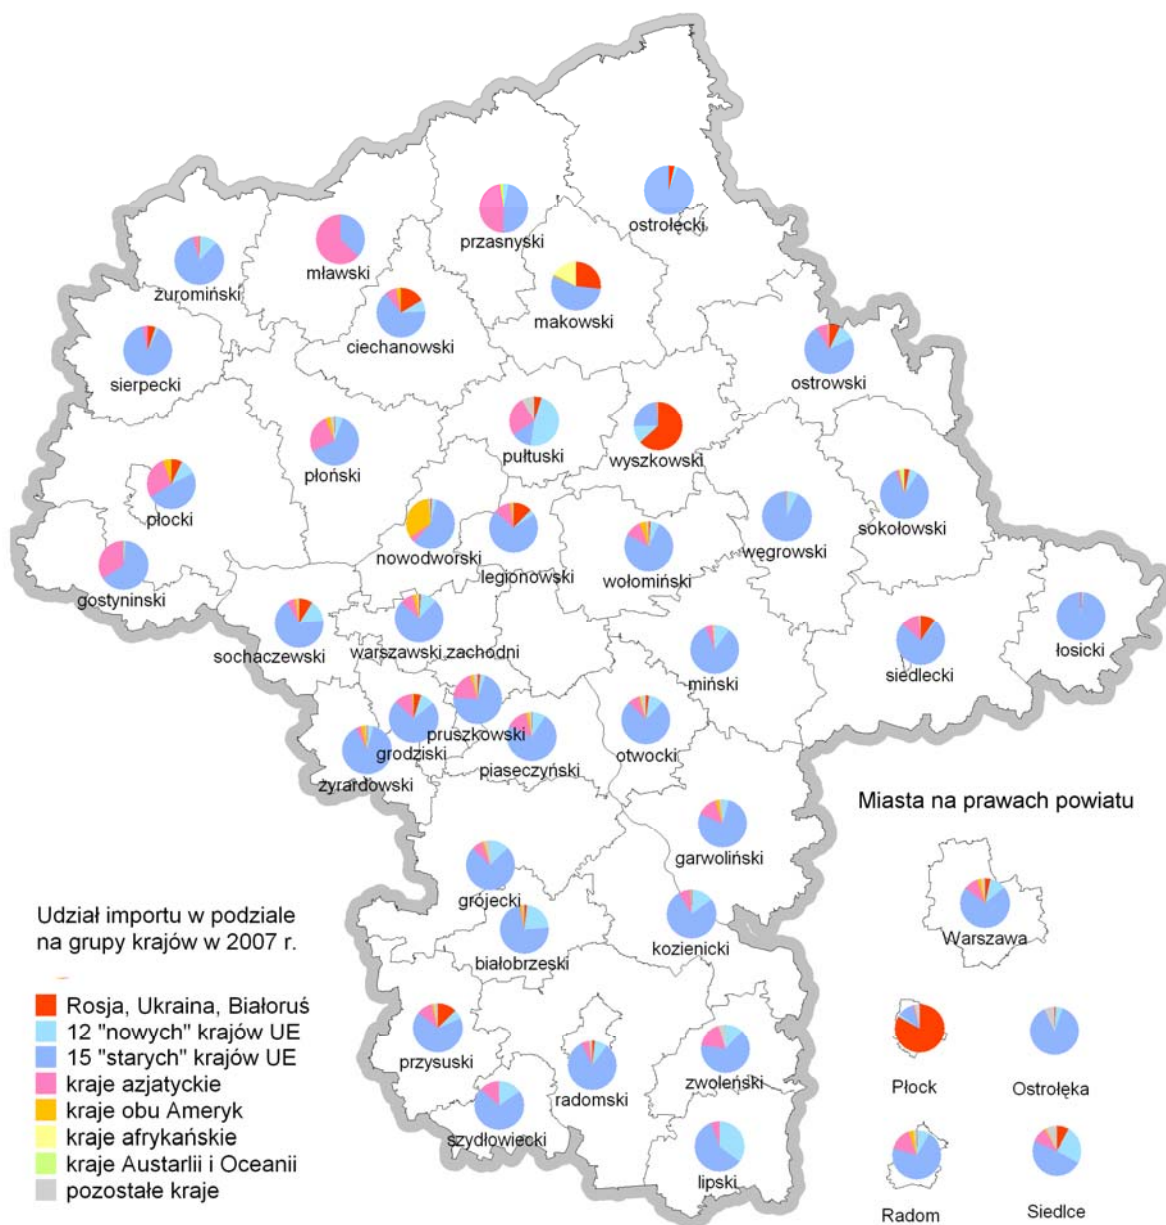 ostrołęcki
przasnyski
mławski
żuromiński
makowski
ciechanowski
ostrowski
sierpecki
pułtuski
wyszkowski
płoński
sokołowski
płocki
węgrowski
nowodworski
legionowski
wołomiński
gostyninski
sochaczewski
warszawski zachodni
łosicki
siedlecki
miński
pruszkowski
grodziski
piaseczyński
otwocki
żyrardowski
Miasta na prawach powiatu
garwoliński
grójecki
Warszawa
kozienicki
białobrzeski
Udział importu w podziale
na grupy krajów w 2007 r.
Rosja, Ukraina, Białoruś
12 "nowych" krajów UE
15 "starych" krajów UE
kraje azjatyckie
kraje obu Ameryk
kraje afrykańskie
kraje Austarlii i Oceanii
pozostałe kraje
przysuski
radomski
zwoleński
szydłowiecki
lipski
Płock
Ostrołęka
Radom
Siedlce